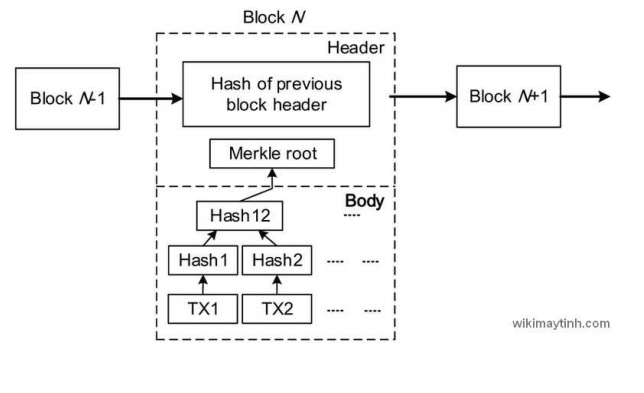 Block N
Header
Block N-1
Hash of previous
block header
Block N+1
Merkle root
Body
Hash12
Hash1
Hash2
TX1
TX2
wikimaytinh.com